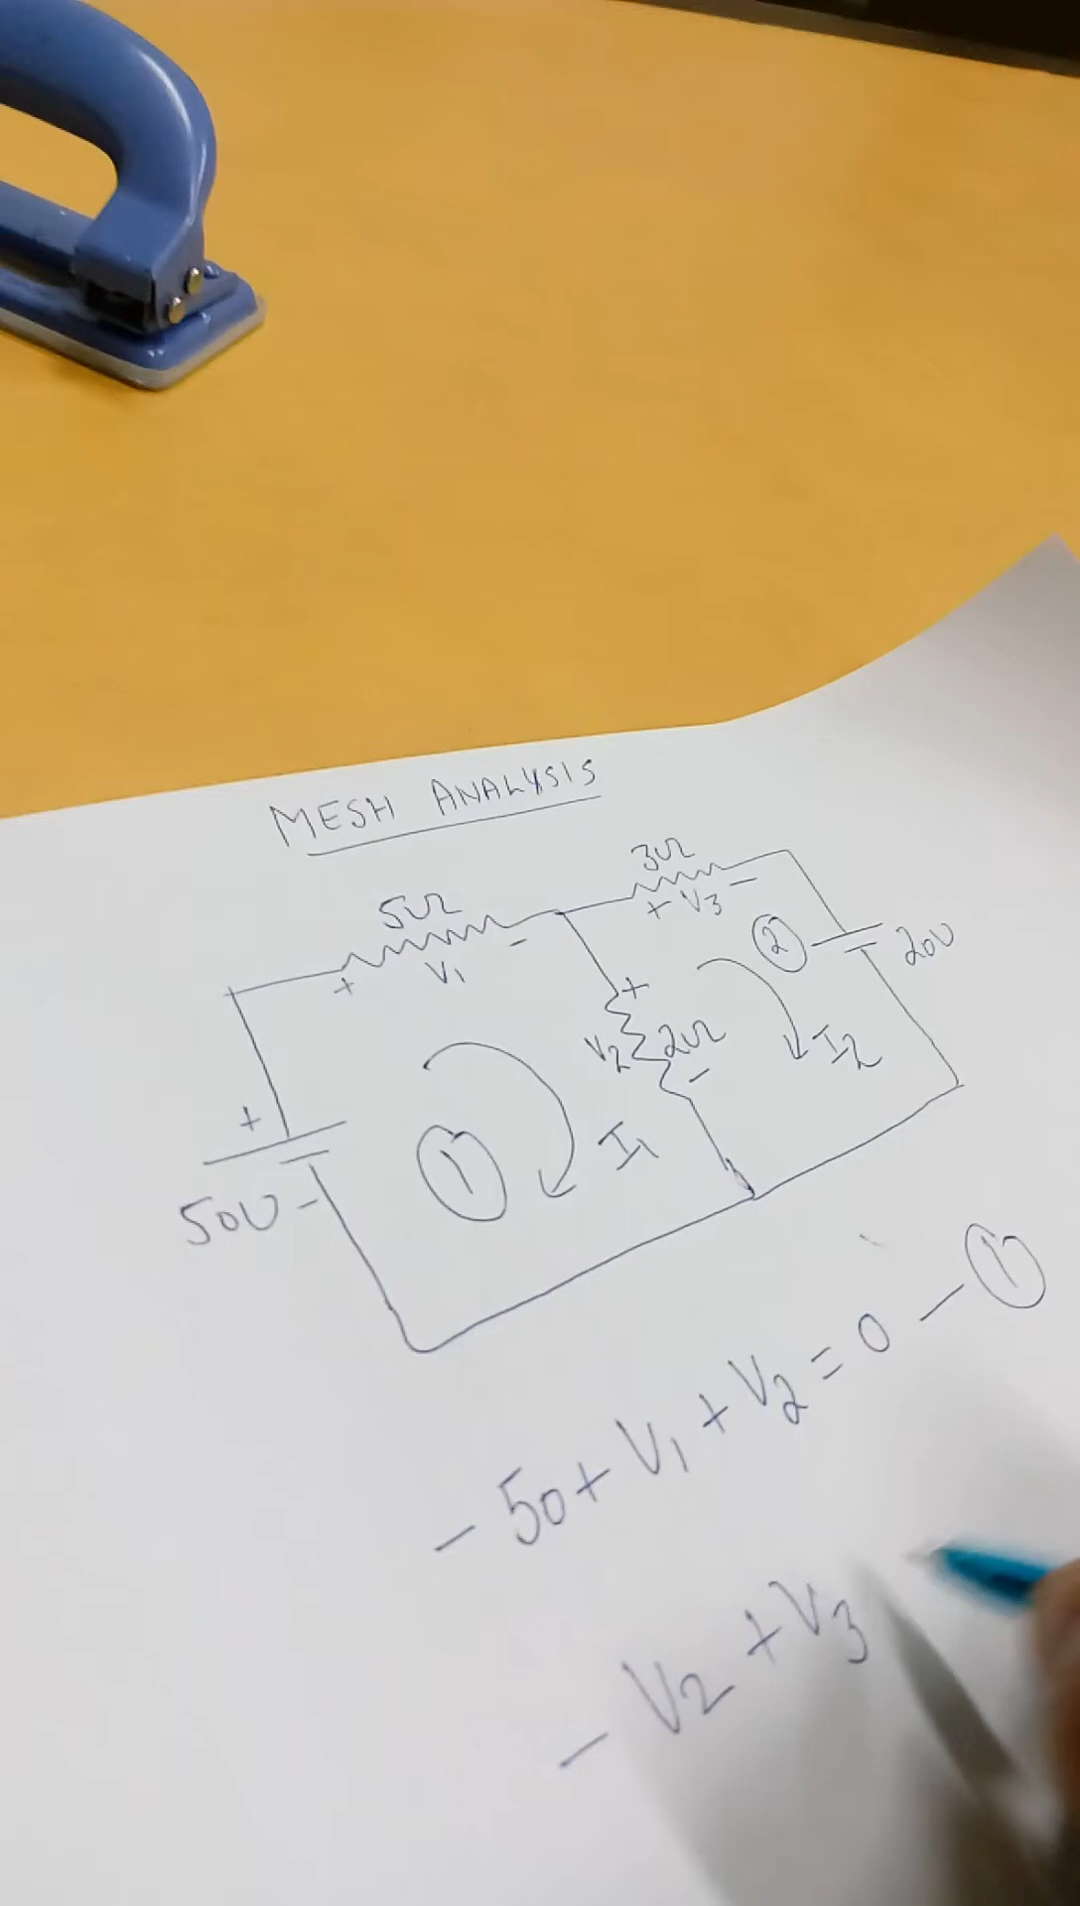 MESH ANALYSIS
5Ω
3Ω
+ V1 -
+ V3 -
+
V2 2Ω
-
2
20V
I2
+
50V -
1
I1
- 50 + V1 + V2 = 0 - 1
- V2 + V3